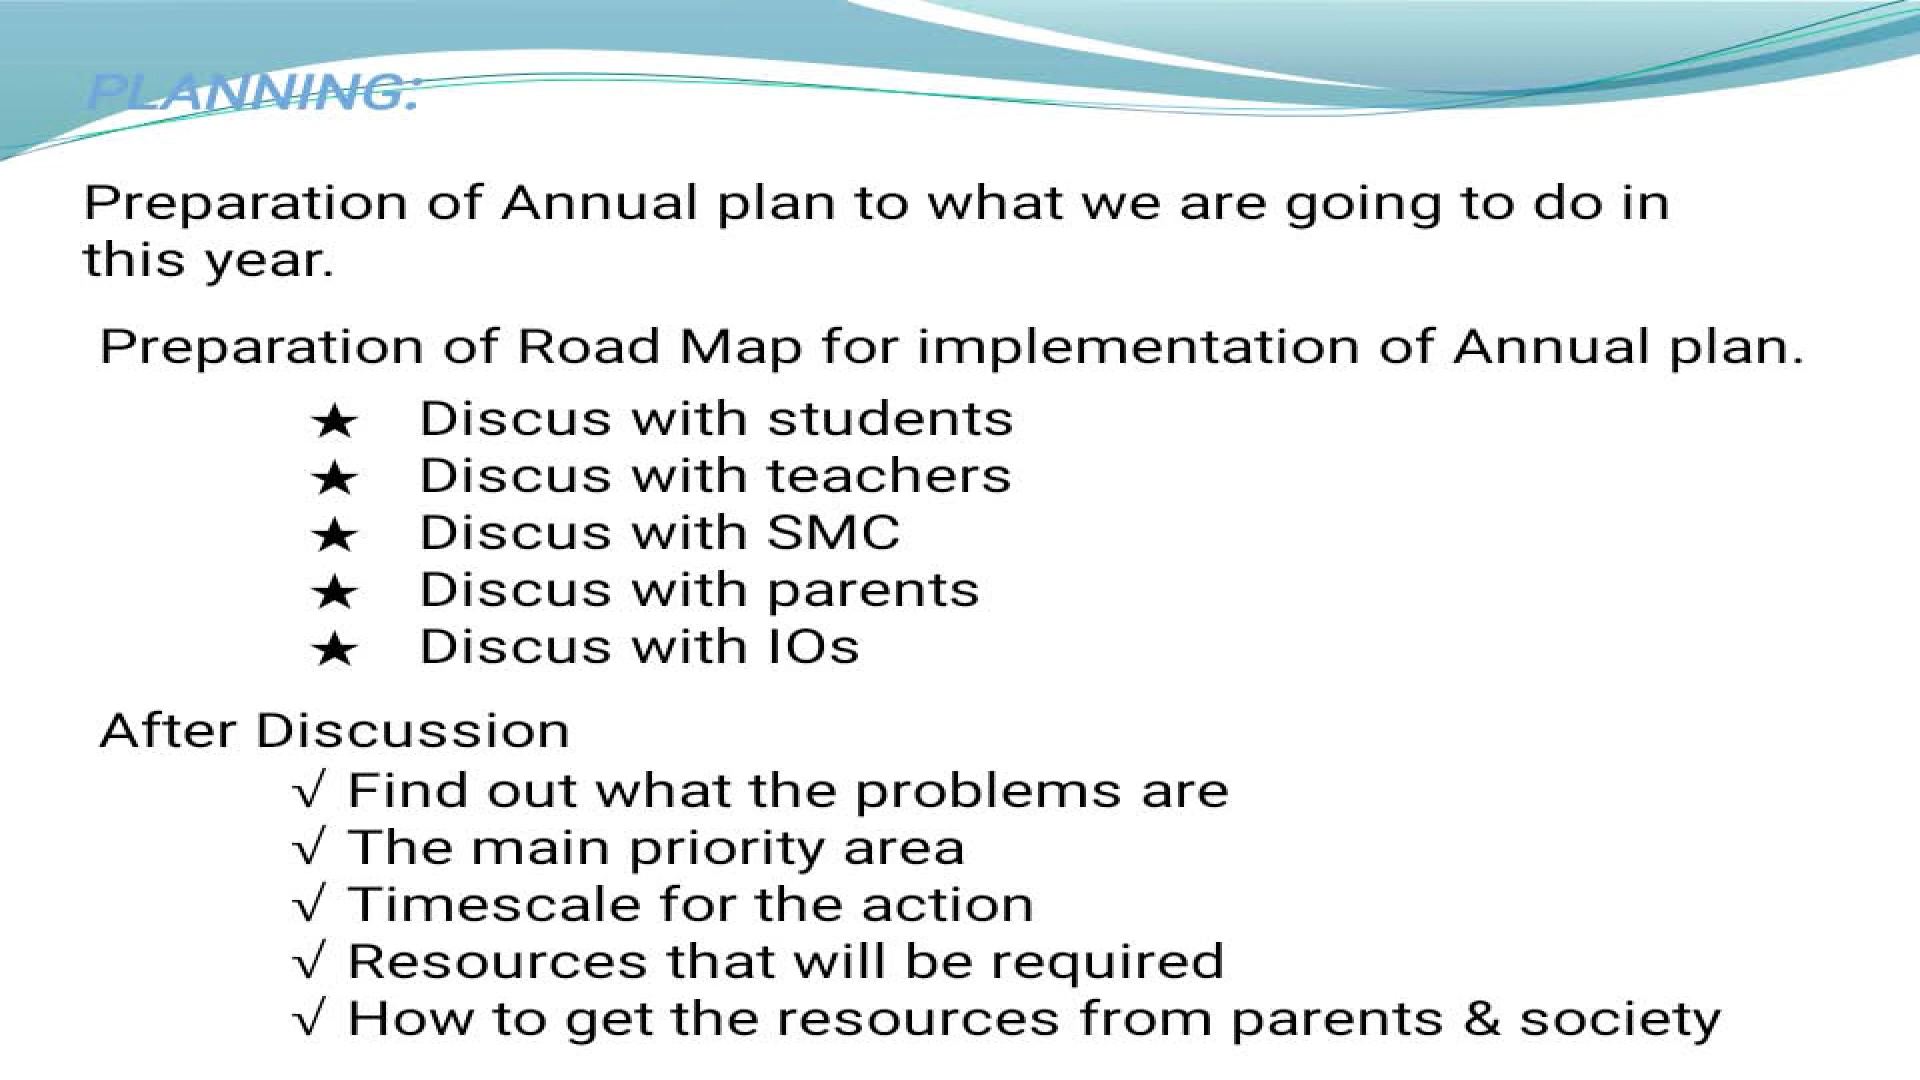 PLANNING:
Preparation of Annual plan to what we are going to do in
this year.
Preparation of Road Map for implementation of Annual plan.
★ Discus with students
★ Discus with teachers
★ Discus with SMC
★ Discus with parents
★ Discus with IOs
After Discussion
√ Find out what the problems are
√ The main priority area
√ Timescale for the action
√ Resources that will be required
√ How to get the resources from parents & society